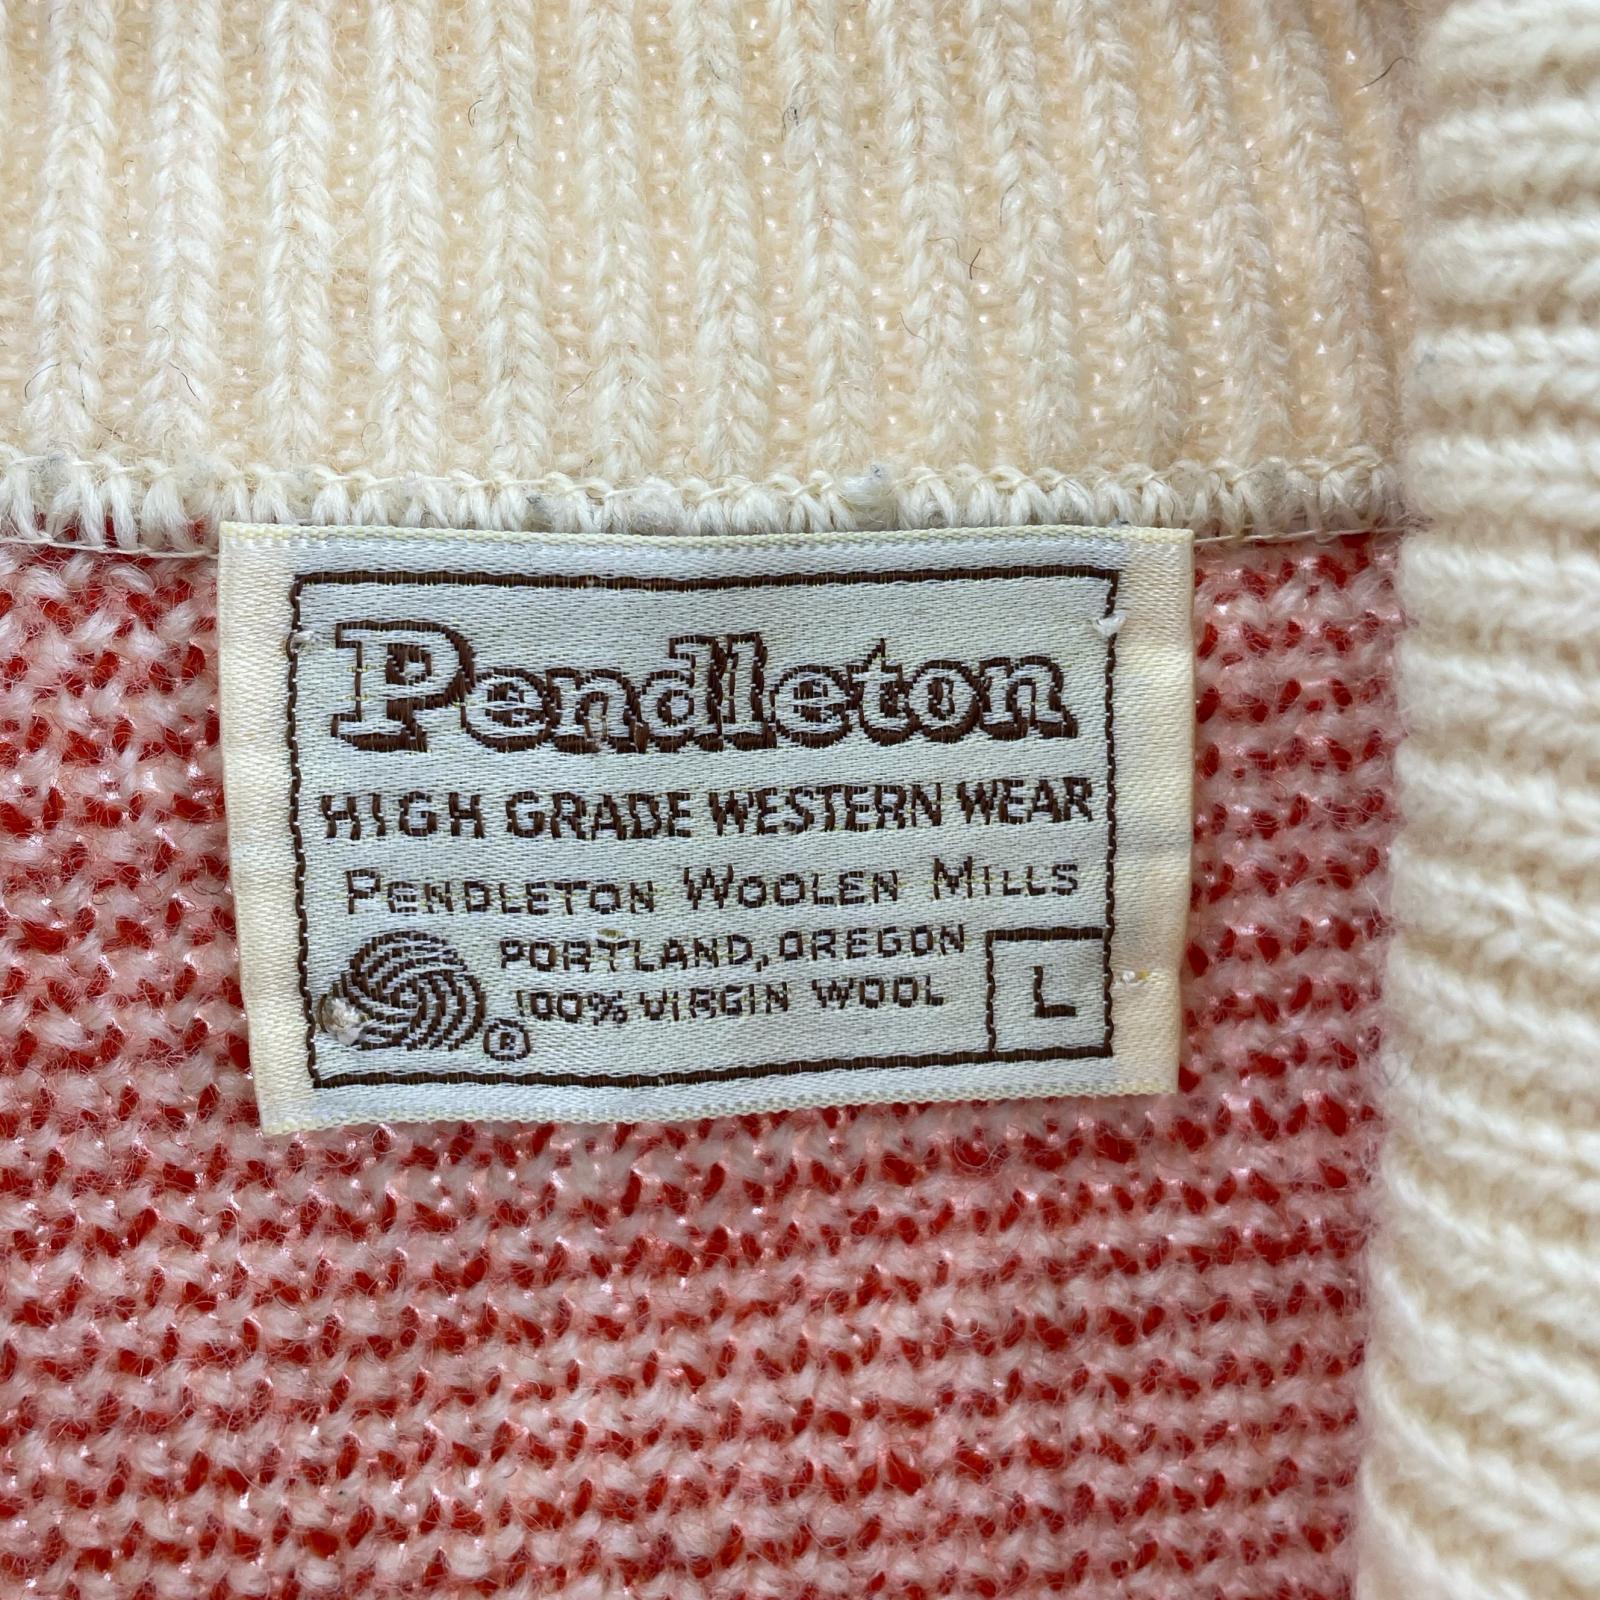 Pendleton
HIGH GRADE WESTERN WEAR
PENDLETON WOOLEN MILLS
PORTLAND, OREGON
100% VIRGIN WOOL
®
L